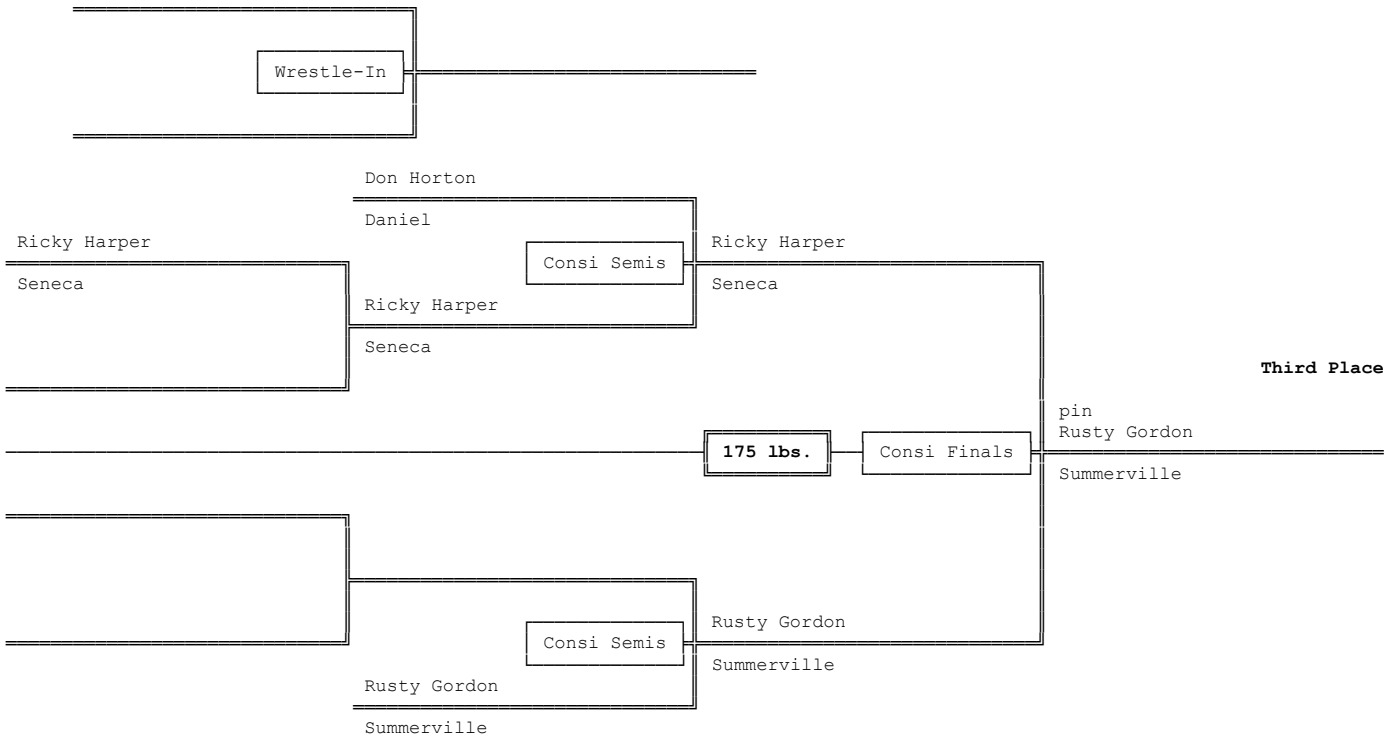 Wrestle-In
Don Horton
Daniel
Ricky Harper
Consi Semis
Ricky Harper
Seneca
Seneca
Ricky Harper
Seneca
Third Place
pin
Rusty Gordon
175 lbs.
Consi Finals
Summerville
Rusty Gordon
Consi Semis
Summerville
Rusty Gordon
Summerville